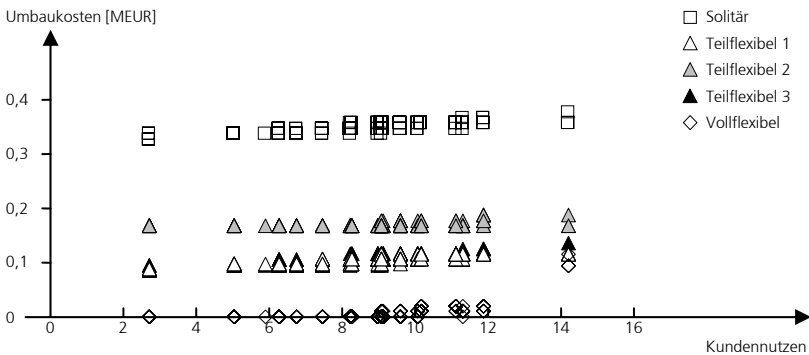 Umbaukosten [MEUR]
Solitär
Teilflexibel 1
Teilflexibel 2
Teilflexibel 3
Vollflexibel
0,4
0,3
0,2
0,1
0
0 2 4 6 8 10 12 14 16
Kundennutzen